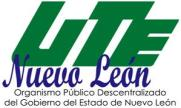 UTE
Nuevo León
Organismo Público Descentralizado
del Gobierno del Estado de Nuevo León